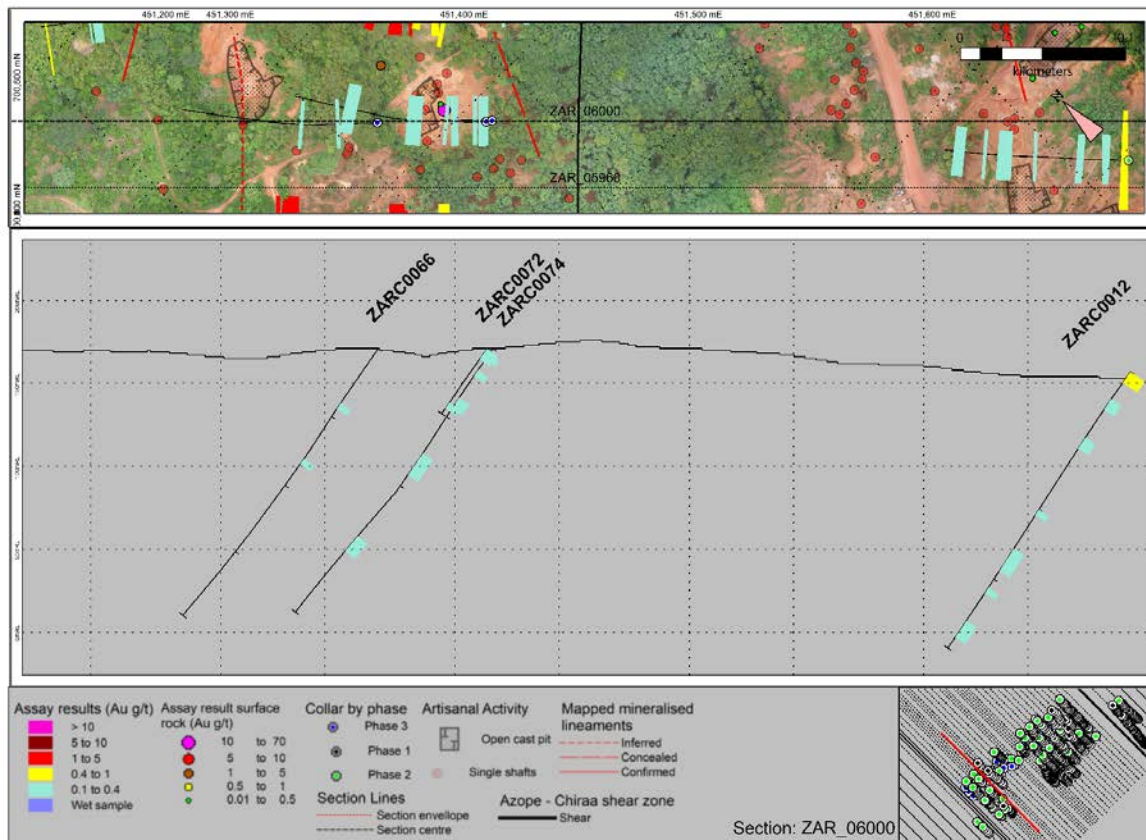 451,200 mE 451,300 mE 451,400 mE 451,500 mE 451,600 mE
700,600 mN
0
kilometers
N
ZAR_06000
ZAR_05960
ZARC0066
ZARC0072
ZARC0074
ZARC0012
Assay results (Au g/t)
> 10
5 to 10
1 to 5
0.4 to 1
0.1 to 0.4
Wet sample
Assay result surface
rock (Au g/t)
10 to 70
5 to 10
1 to 5
0.5 to 1
0.01 to 0.5
Collar by phase
Phase 3
Phase 1
Phase 2
Artisanal Activity
Open cast pit
Single shafts
Mapped mineralised
lineaments
Inferred
Concealed
Confirmed
Section Lines
Section envelope
Section centre
Azope - Chiraa shear zone
Shear
Section: ZAR_06000